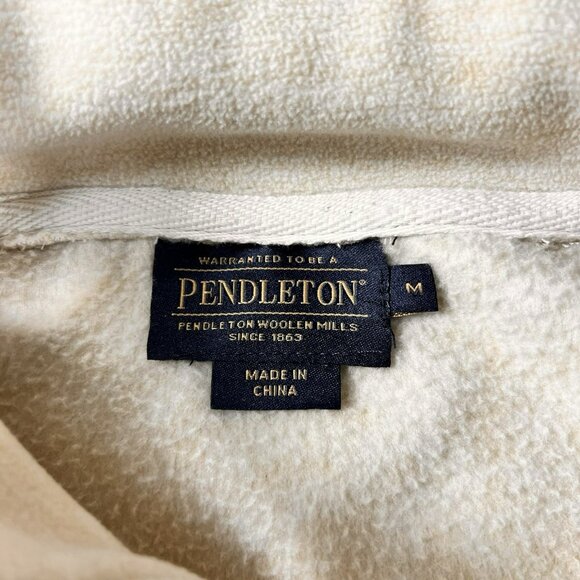 WARRANTED TO BE A
PENDLETON®
PENDLETON WOOLEN MILLS
SINCE 1863
M
MADE IN
CHINA